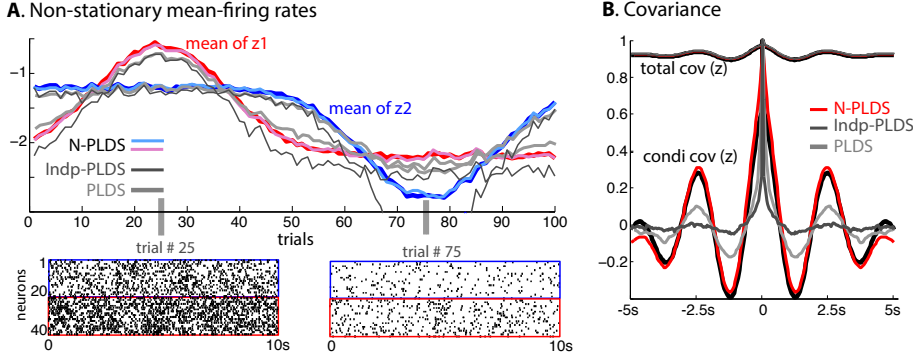 A. Non-stationary mean-firing rates
mean of z1
mean of z2
−1
−2
N-PLDS
Indp-PLDS
PLDS
0 10 20 30 40 50 60 70 80 90 100
trials
trial # 25
trial # 75
neurons
1
20
40
0 10s
0 10s
B. Covariance
1
0.8
0.6
0.4
0.2
0
−0.2
total cov (z)
condi cov (z)
N-PLDS
Indp-PLDS
PLDS
-5s -2.5s 0 2.5s 5s